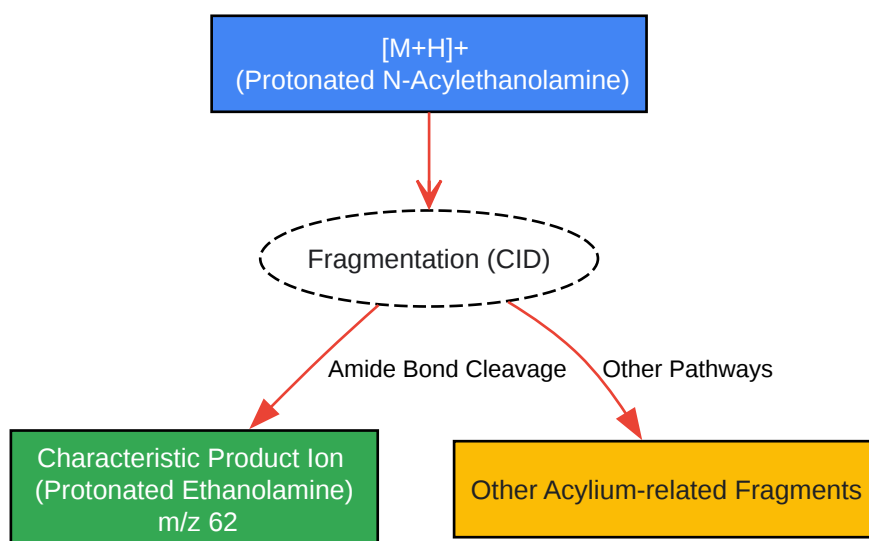 [M+H]+
(Protonated N-Acylethanolamine)
Fragmentation (CID)
Amide Bond Cleavage
Other Pathways
Characteristic Product Ion
(Protonated Ethanolamine)
m/z 62
Other Acylium-related Fragments